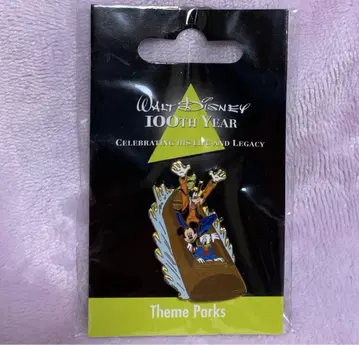 WALT DISNEY
100TH YEAR
CELEBRATING HIS LIFE AND LEGACY
Theme Parks